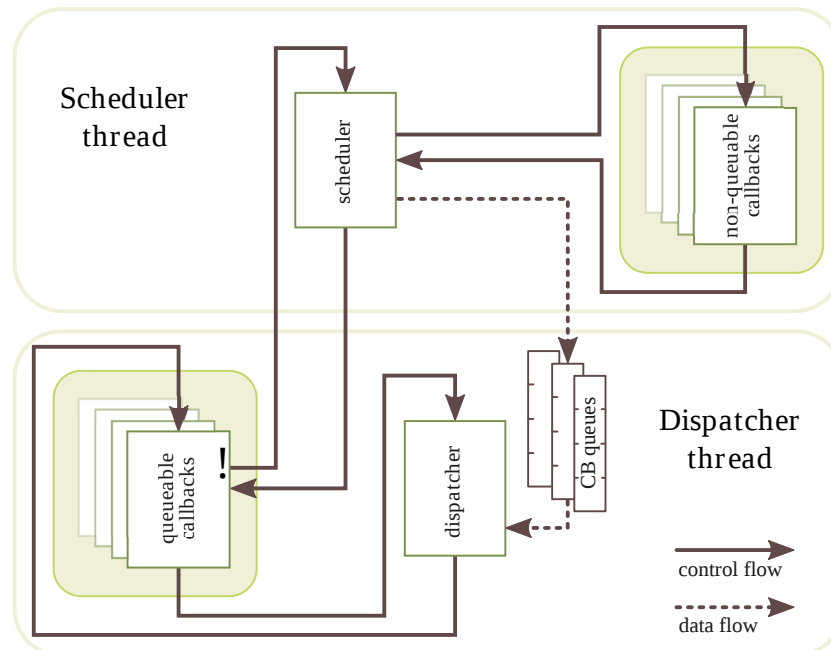 Scheduler
thread
scheduler
non-queuable
callbacks
queueable
callbacks
!
dispatcher
CB queues
Dispatcher
thread
control flow
data flow